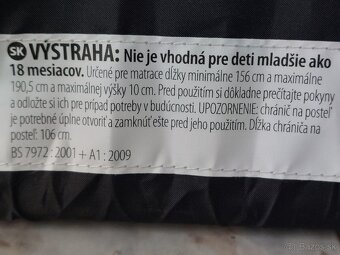 SK VÝSTRAHA: Nie je vhodná pre deti mladšie ako
18 mesiacov. Určené pre matrace dĺžky minimálne 156 cm a maximálne
190,5 cm a maximálnej výšky 10 cm. Pred použitím si dôkladne prečítajte pokyny
a odložte si ich pre prípad potreby v budúcnosti. UPOZORNENIE: chránič na posteľ
je potrebné úplne otvoriť a zamknúť ešte pred jeho použitím. Dĺžka chrániča na
posteľ: 106 cm.
BS 7972 : 2001 + A1 : 2009